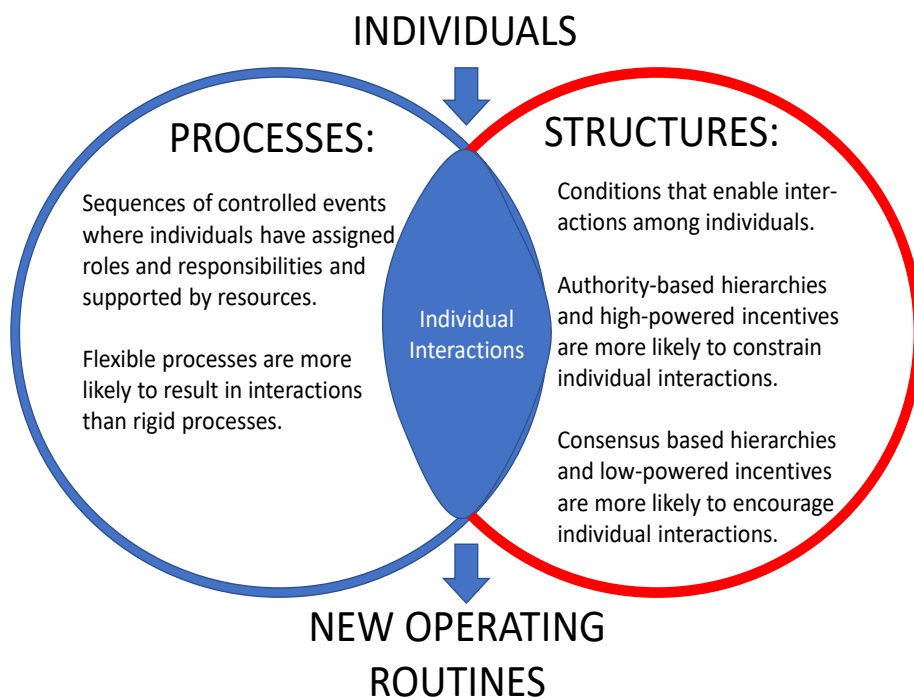 INDIVIDUALS
PROCESSES:
Sequences of controlled events
where individuals have assigned
roles and responsibilities and
supported by resources.
Flexible processes are more
likely to result in interactions
than rigid processes.
Individual
Interactions
STRUCTURES:
Conditions that enable inter-
actions among individuals.
Authority-based hierarchies
and high-powered incentives
are more likely to constrain
individual interactions.
Consensus based hierarchies
and low-powered incentives
are more likely to encourage
individual interactions.
NEW OPERATING
ROUTINES